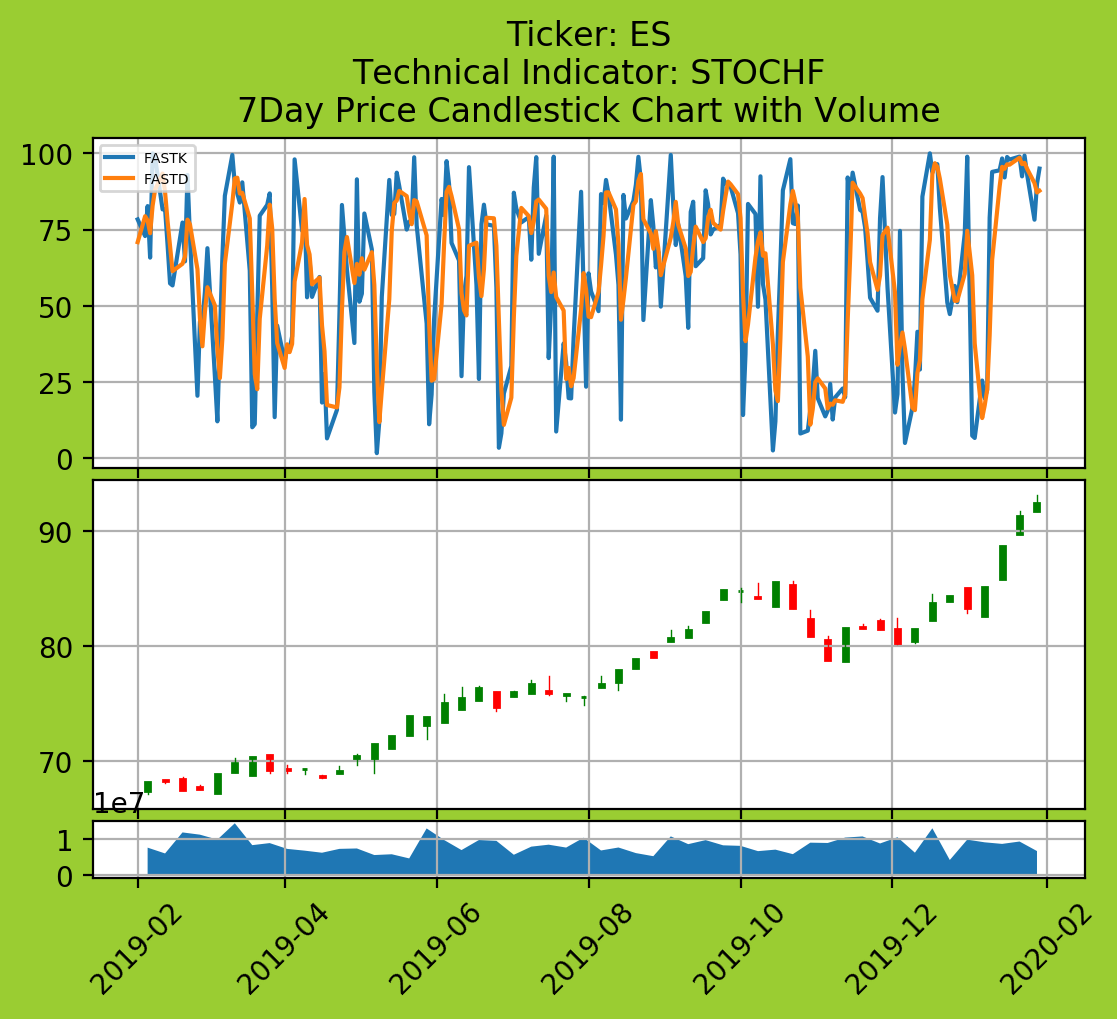 Ticker: ES
Technical Indicator: STOCHF
7Day Price Candlestick Chart with Volume
100
75
50
25
0
FASTK
FASTD
90
80
70
1e7
1
0
2019-02
2019-04
2019-06
2019-08
2019-10
2019-12
2020-02